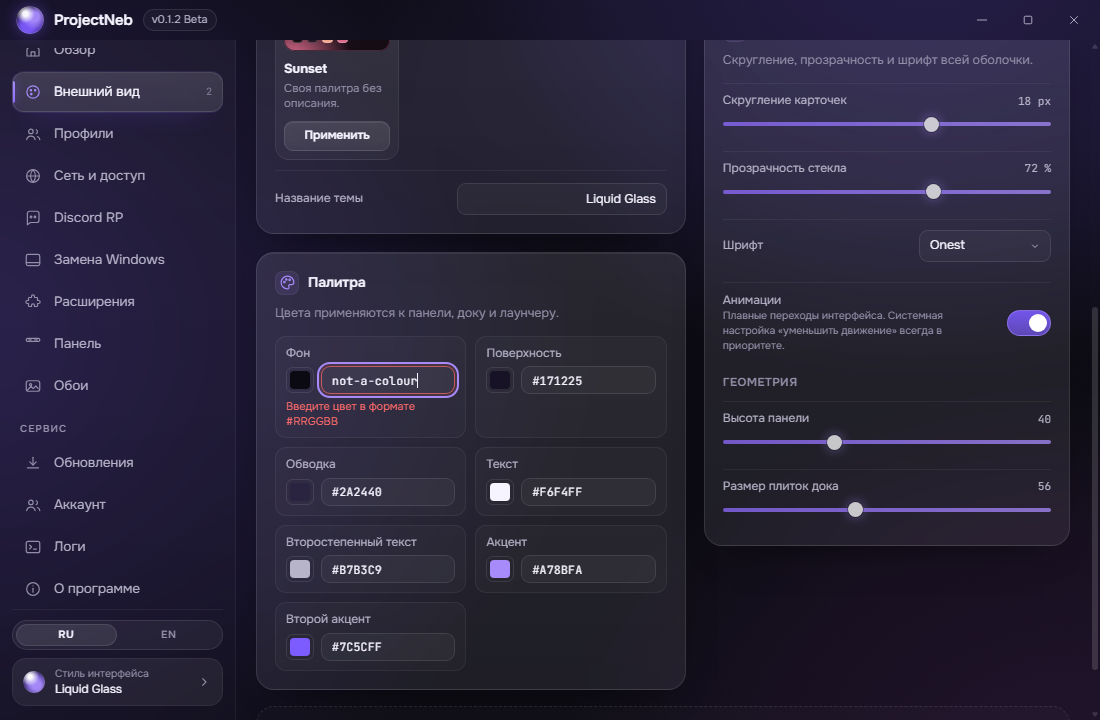 ProjectNeb
v0.1.2 Beta
Обзор
Внешний вид
2
Профили
Сеть и доступ
Discord RP
Замена Windows
Расширения
Панель
Обои
СЕРВИС
Обновления
Аккаунт
Логи
О программе
RU
EN
Стиль интерфейса
Liquid Glass
Sunset
Своя палитра без
описания.
Применить
Название темы
Liquid Glass
Палитра
Цвета применяются к панели, доку и лаунчеру.
Фон
not-a-colour
Введите цвет в формате
#RRGGBB
Поверхность
#171225
Обводка
#2A2440
Текст
#F6F4FF
Второстепенный текст
#B7B3C9
Акцент
#A78BFA
Второй акцент
#7C5CFF
Скругление, прозрачность и шрифт всей оболочки.
Скругление карточек
18 px
Прозрачность стекла
72 %
Шрифт
Onest
Анимации
Плавные переходы интерфейса. Системная
настройка «уменьшить движение» всегда в
приоритете.
ГЕОМЕТРИЯ
Высота панели
40
Размер плиток дока
56